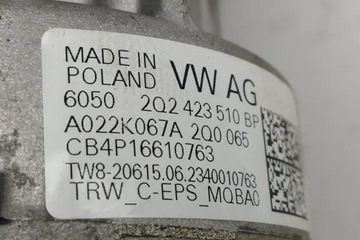 MADE IN
POLAND VW AG
6050 2Q2 423 510 BP
A022K067A 2Q0 065
CB4P16610763
TW8-20615.06.2340010763
TRW_C-EPS_MQBA0